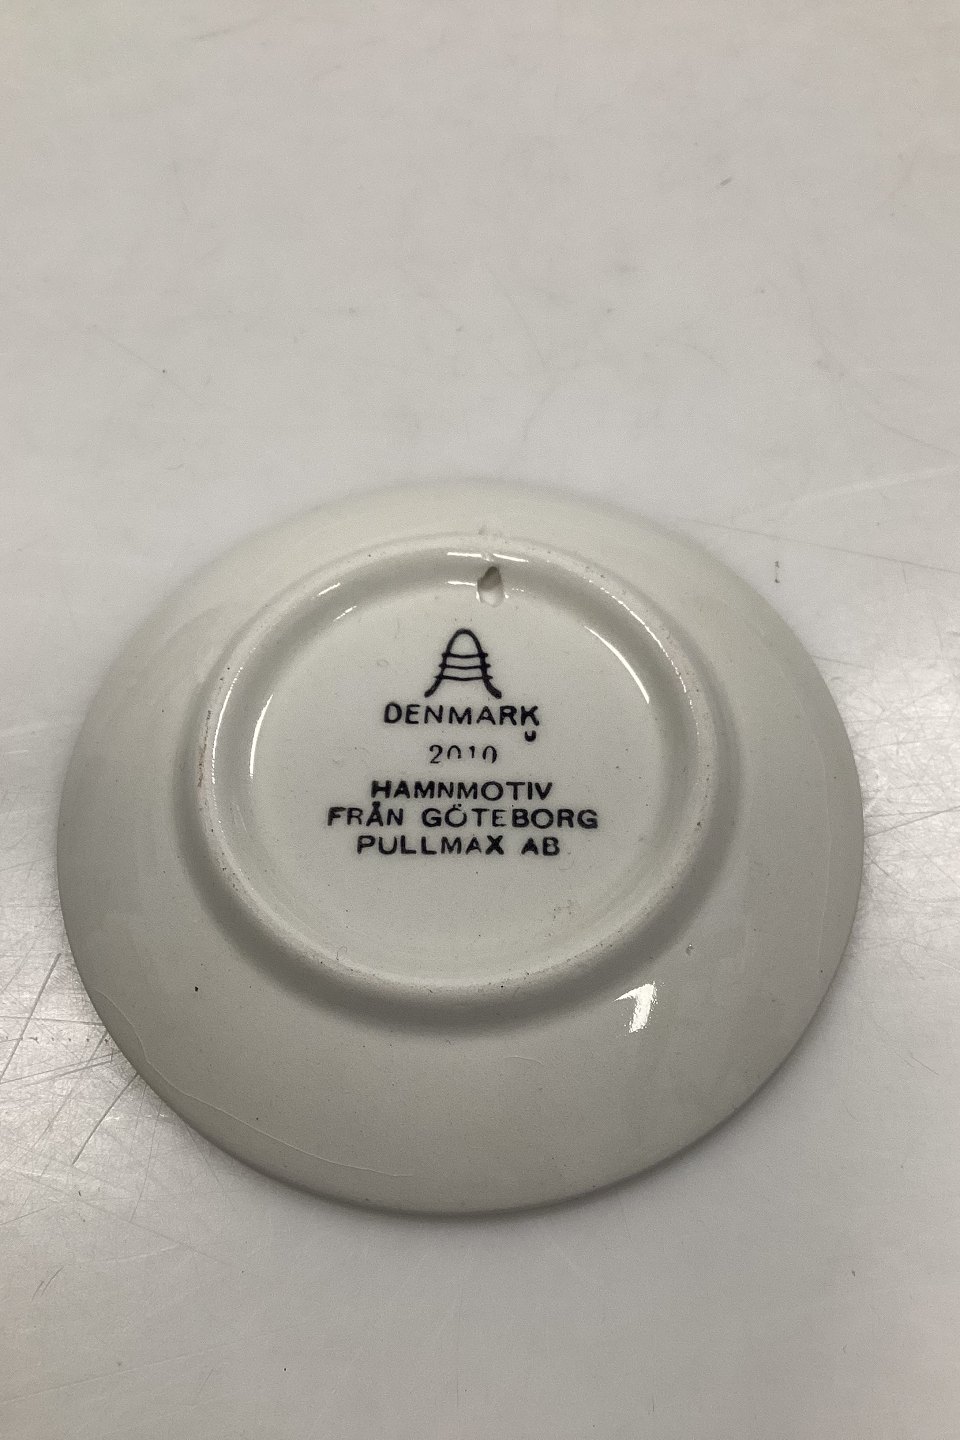 DENMARK
2010
HAMNMOTIV
FRÅN GÖTEBORG
PULLMAX AB